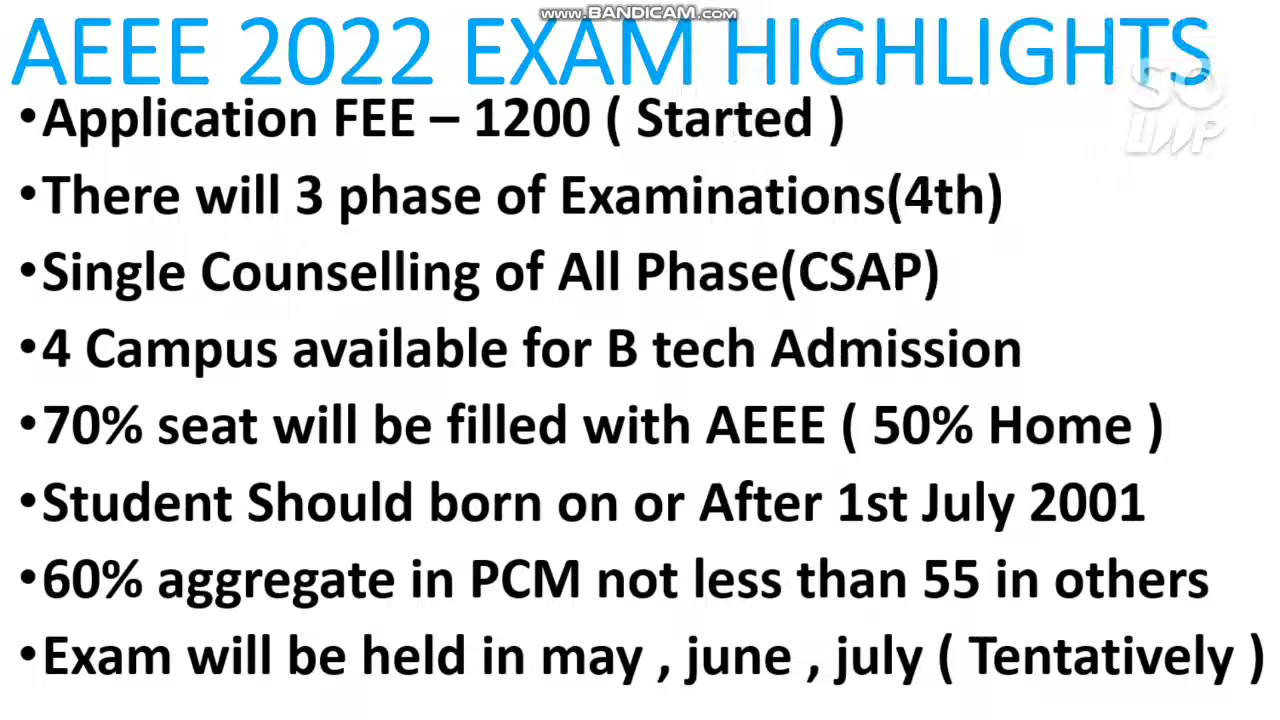 www.BANDICAM.com
AEEE 2022 EXAM HIGHLIGHTS
•Application FEE – 1200 ( Started )
•There will 3 phase of Examinations(4th)
•Single Counselling of All Phase(CSAP)
•4 Campus available for B tech Admission
•70% seat will be filled with AEEE ( 50% Home )
•Student Should born on or After 1st July 2001
•60% aggregate in PCM not less than 55 in others
•Exam will be held in may , june , july ( Tentatively )